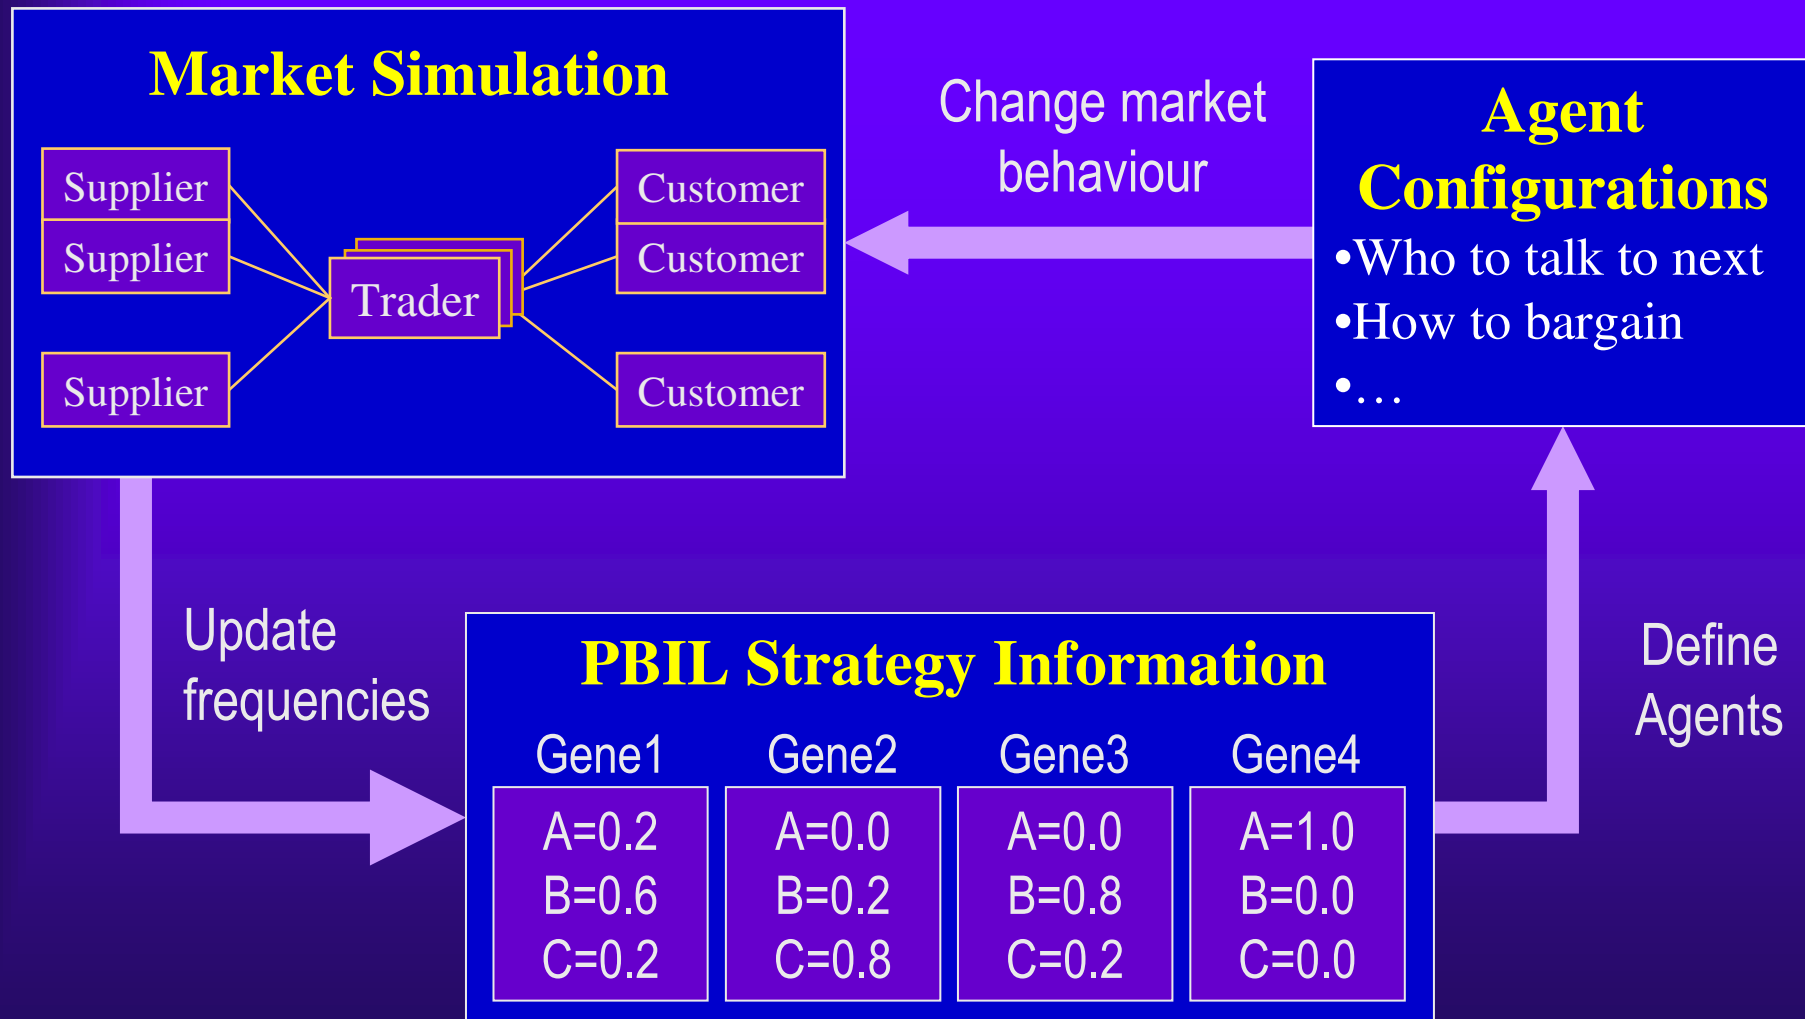 Market Simulation
Supplier
Supplier
Supplier
Trader
Customer
Customer
Customer
Change market
behaviour
Agent
Configurations
•Who to talk to next
•How to bargain
•…
Update
frequencies
PBIL Strategy Information
Gene1 Gene2 Gene3 Gene4
A=0.2 A=0.0 A=0.0 A=1.0
B=0.6 B=0.2 B=0.8 B=0.0
C=0.2 C=0.8 C=0.2 C=0.0
Define
Agents